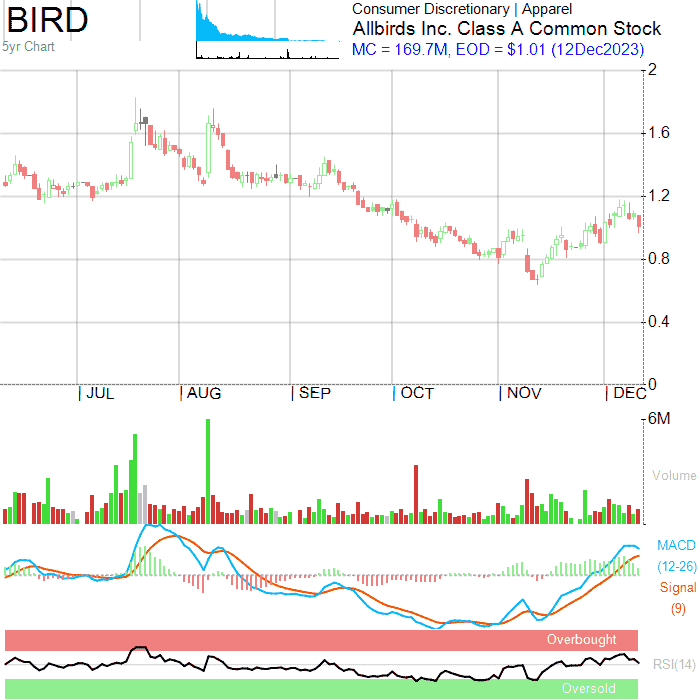 BIRD
5yr Chart
Consumer Discretionary | Apparel
Allbirds Inc. Class A Common Stock
MC = 169.7M, EOD = $1.01 (12Dec2023)
2
1.6
1.2
0.8
0.4
0
JUL AUG SEP OCT NOV DEC
6M
Volume
MACD
(12-26)
Signal
(9)
Overbought
RSI(14)
Oversold